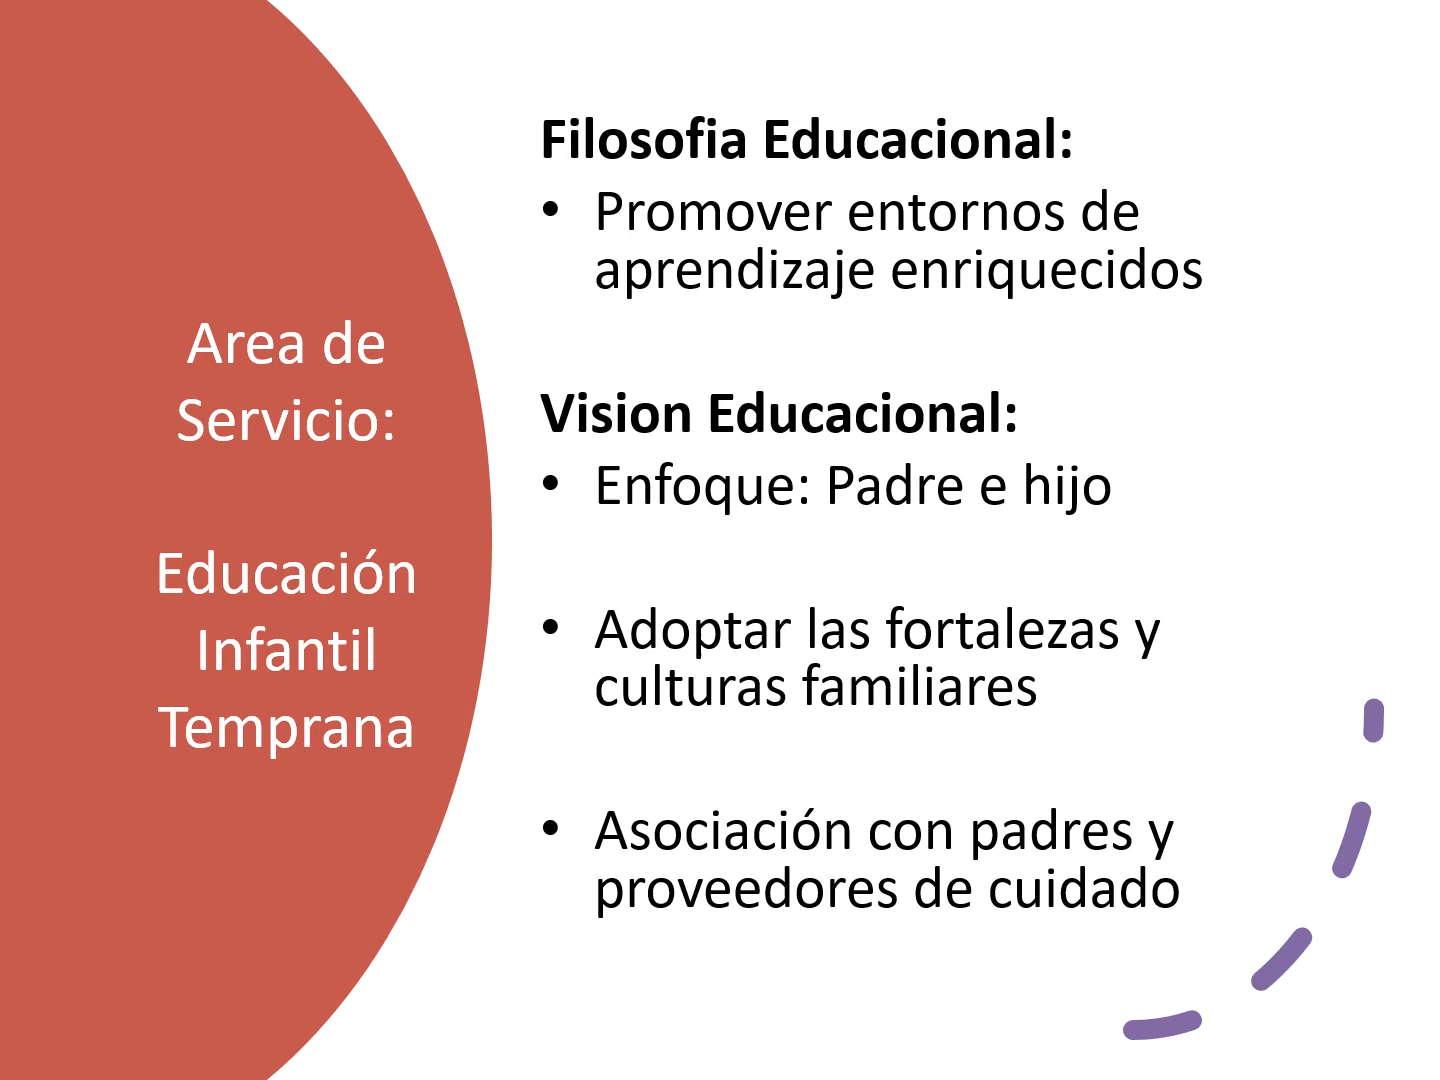 Area de
Servicio:
Educación
Infantil
Temprana
Filosofia Educacional:
• Promover entornos de
aprendizaje enriquecidos
Vision Educacional:
• Enfoque: Padre e hijo
• Adoptar las fortalezas y
culturas familiares
• Asociación con padres y
proveedores de cuidado